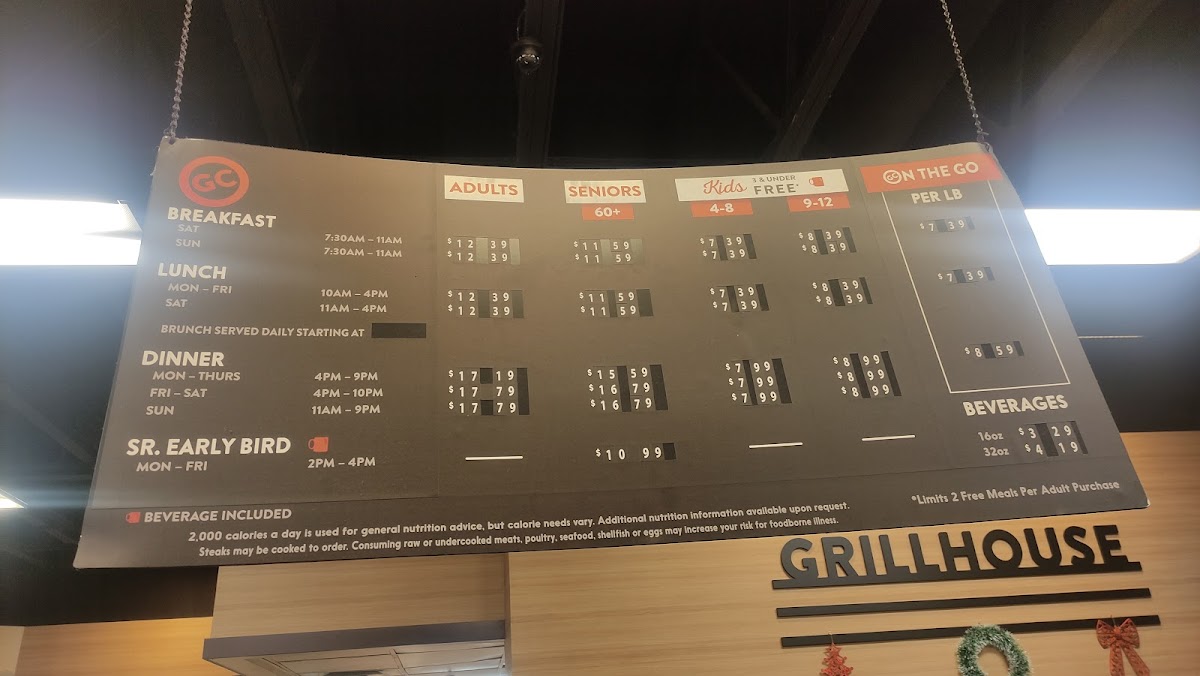 GC
ADULTS SENIORS Kids 3 & UNDER FREE* GC ON THE GO
60+ 4-8 9-12 PER LB
BREAKFAST
SAT 7:30AM – 11AM $12 39 $11 59 $7 39 $8 39 $7 39
SUN 7:30AM – 11AM $12 39 $11 59 $7 39 $8 39
LUNCH
MON – FRI 10AM – 4PM $12 39 $11 59 $7 39 $8 39 $7 39
SAT 11AM – 4PM $12 39 $11 59 $7 39 $8 39
BRUNCH SERVED DAILY STARTING AT
DINNER
MON – THURS 4PM – 9PM $17 19 $15 59 $7 99 $8 99 $8 59
FRI – SAT 4PM – 10PM $17 79 $16 79 $7 99 $8 99
SUN 11AM – 9PM $17 79 $16 79 $7 99 $8 99
BEVERAGES
16oz $3 29
32oz $4 19
SR. EARLY BIRD
MON – FRI 2PM – 4PM $10 99
BEVERAGE INCLUDED
*Limits 2 Free Meals Per Adult Purchase
2,000 calories a day is used for general nutrition advice, but calorie needs vary. Additional nutrition information available upon request.
Steaks may be cooked to order. Consuming raw or undercooked meats, poultry, seafood, shellfish or eggs may increase your risk for foodborne illness.
GRILLHOUSE